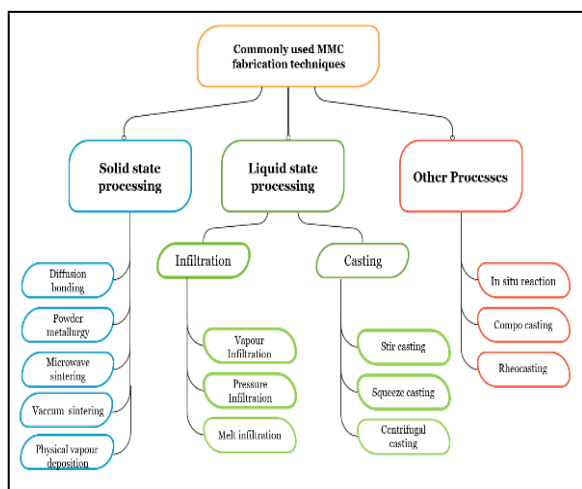 Commonly used MMC
fabrication techniques
Solid state
processing
Liquid state
processing
Other Processes
Infiltration
Casting
Diffusion
bonding
Powder
metallurgy
Microwave
sintering
Vaccum sintering
Physical vapour
deposition
Vapour
Infiltration
Pressure
Infiltration
Melt infiltration
Stir casting
Squeeze casting
Centrifugal
casting
In situ reaction
Compo casting
Rheocasting